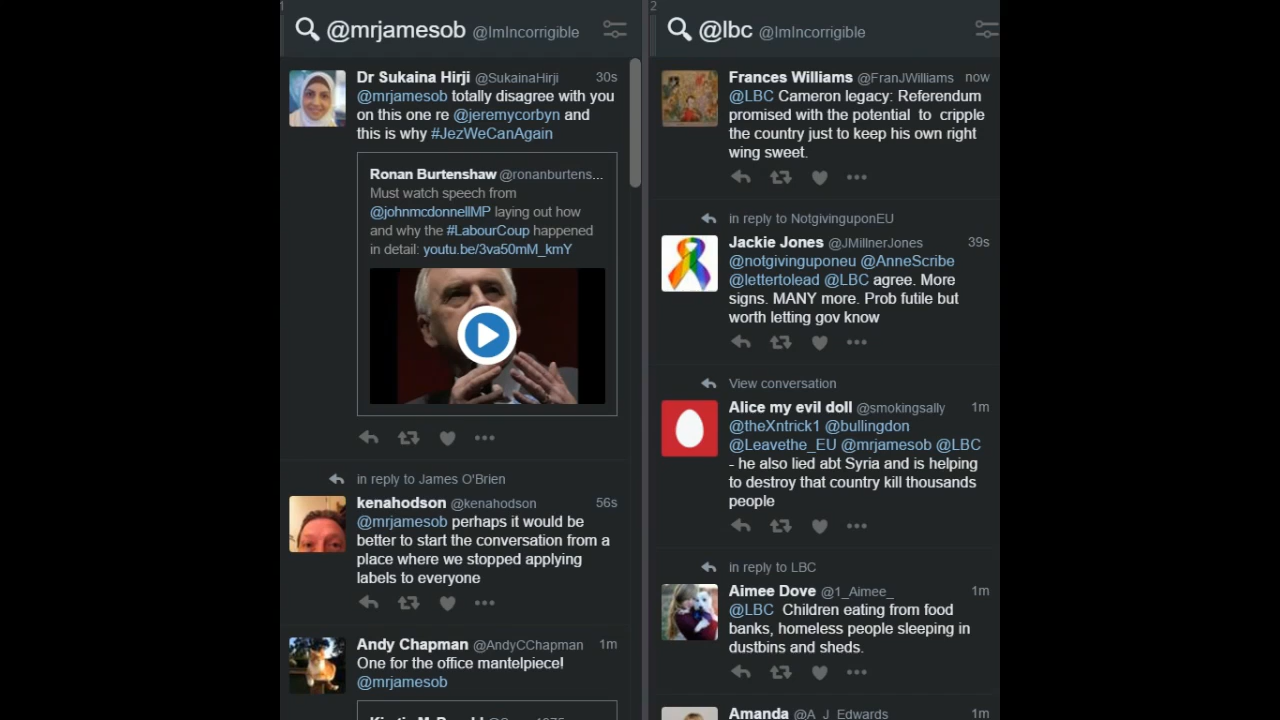 1
@mrjamesob @ImIncorrigible
Dr Sukaina Hirji @SukainaHirji 30s
@mrjamesob totally disagree with you
on this one re @jeremycorbyn and
this is why #JezWeCanAgain
Ronan Burtenshaw @ronanburtens...
Must watch speech from
@johnmcdonnellMP laying out how
and why the #LabourCoup happened
in detail: youtu.be/3va50mM_kmY
in reply to James O'Brien
kenahodson @kenahodson 56s
@mrjamesob perhaps it would be
better to start the conversation from a
place where we stopped applying
labels to everyone
Andy Chapman @AndyCChapman 1m
One for the office mantelpiece!
@mrjamesob
2
@lbc @ImIncorrigible
Frances Williams @FranJWilliams now
@LBC Cameron legacy: Referendum
promised with the potential to cripple
the country just to keep his own right
wing sweet.
in reply to NotgivinguponEU
Jackie Jones @JMillnerJones 39s
@notgivinguponeu @AnneScribe
@lettertolead @LBC agree. More
signs. MANY more. Prob futile but
worth letting gov know
View conversation
Alice my evil doll @smokingsally 1m
@theXntrick1 @bullingdon
@Leavethe_EU @mrjamesob @LBC
- he also lied abt Syria and is helping
to destroy that country kill thousands
people
in reply to LBC
Aimee Dove @1_Aimee_ 1m
@LBC Children eating from food
banks, homeless people sleeping in
dustbins and sheds.
Amanda @A_J_Edwards 1m